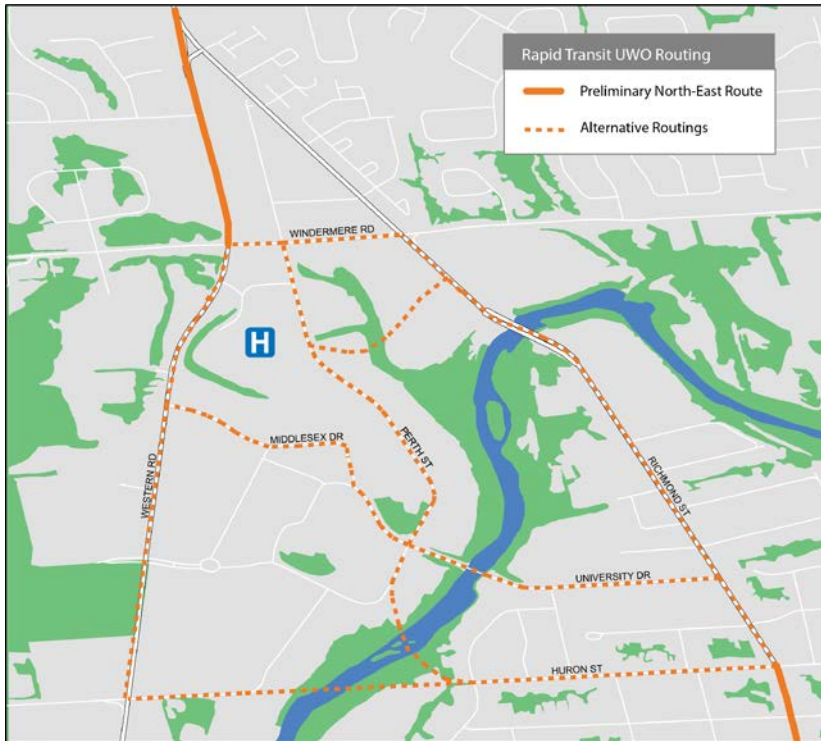 Rapid Transit UWO Routing
Preliminary North-East Route
Alternative Routings
WINDERMERE RD
H
MIDDLESEX DR
PERTH ST
WESTERN RD
RICHMOND ST
UNIVERSITY DR
HURON ST